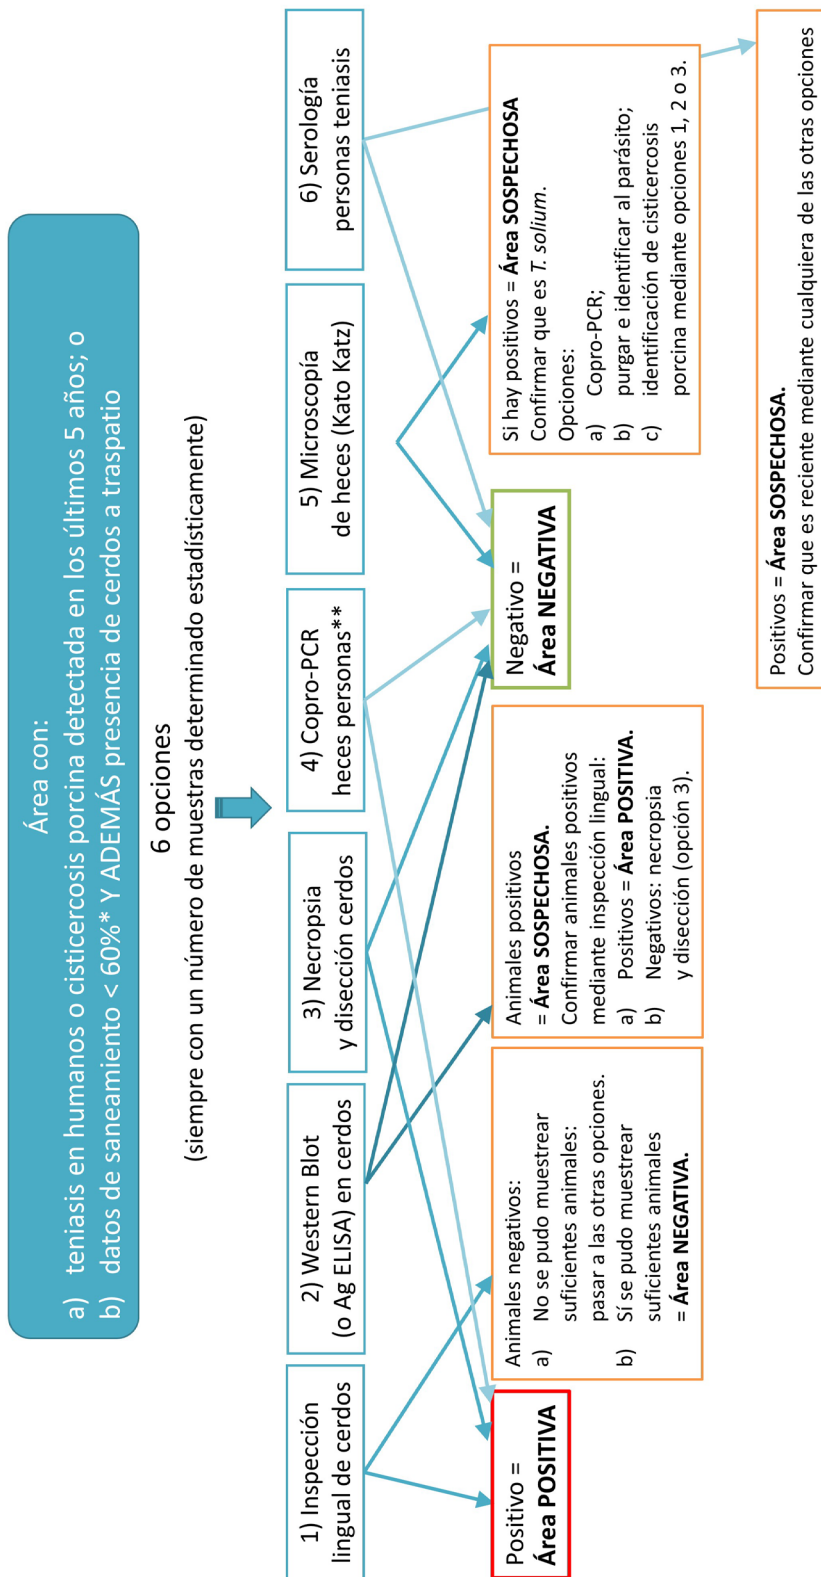 Área con:
a) teniasis en humanos o cisticercosis porcina detectada en los últimos 5 años; o
b) datos de saneamiento < 60%* Y ADEMÁS presencia de cerdos a traspatio
6 opciones
(siempre con un número de muestras determinado estadísticamente)
1) Inspección
lingual de cerdos
2) Western Blot
(o Ag ELISA) en cerdos
3) Necropsia
y disección cerdos
4) Copro-PCR
heces personas**
5) Microscopía
de heces (Kato Katz)
6) Serología
personas teniasis
Positivo =
Área POSITIVA
Animales negativos:
a) No se pudo muestrear
suficientes animales:
pasar a las otras opciones.
b) Sí se pudo muestrear
suficientes animales
= Área NEGATIVA.
Animales positivos
= Área SOSPECHOSA.
Confirmar animales positivos
mediante inspección lingual:
a) Positivos = Área POSITIVA.
b) Negativos: necropsia
y disección (opción 3).
Negativo =
Área NEGATIVA
Si hay positivos = Área SOSPECHOSA
Confirmar que es T. solium.
Opciones:
a) Copro-PCR;
b) purgar e identificar al parásito;
c) identificación de cisticercosis
porcina mediante opciones 1, 2 o 3.
Positivos = Área SOSPECHOSA.
Confirmar que es reciente mediante cualquiera de las otras opciones